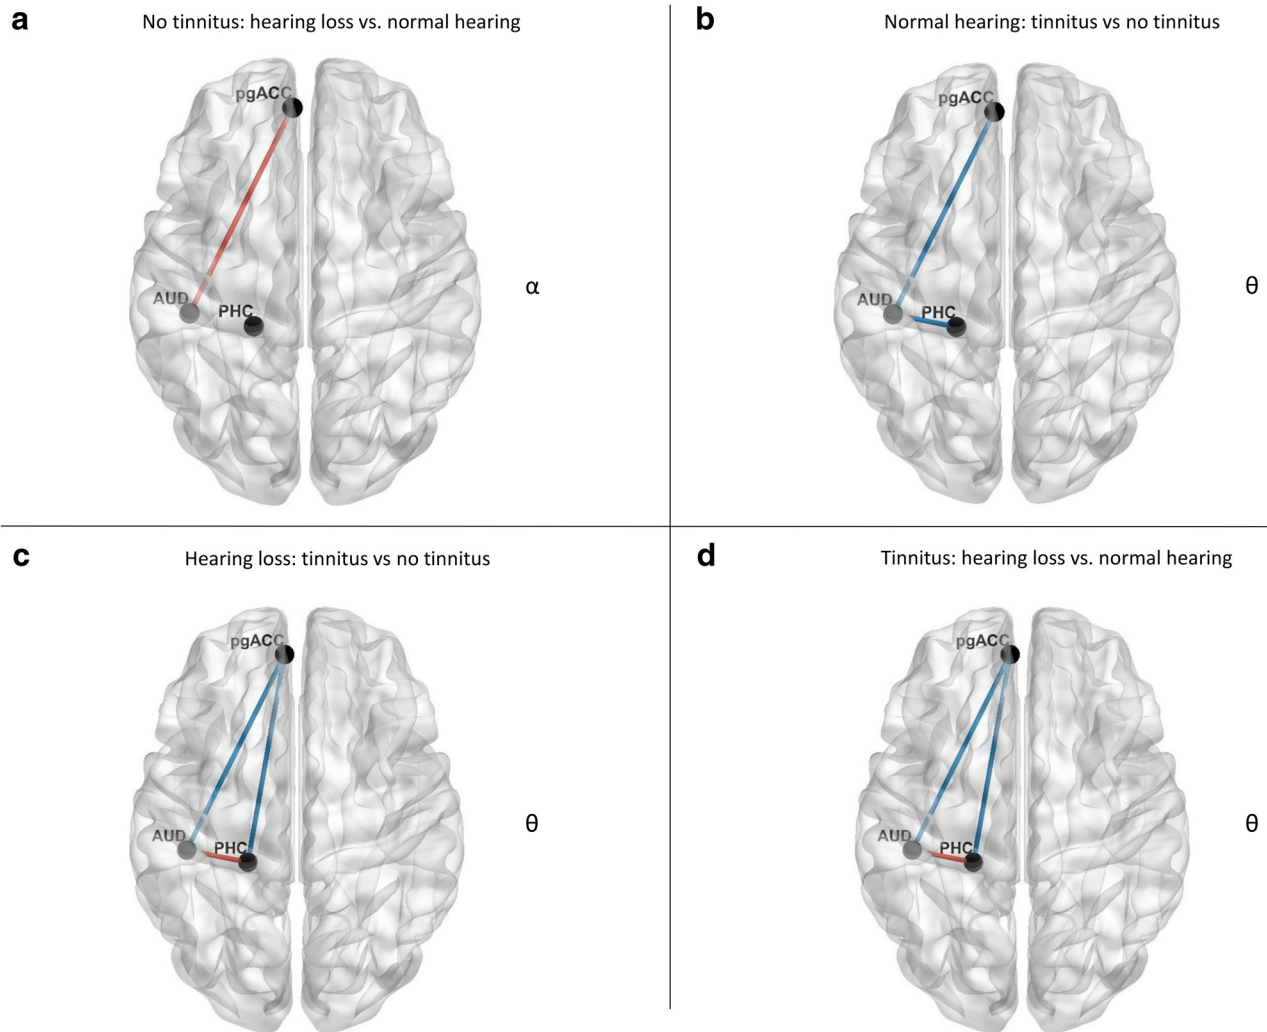 a No tinnitus: hearing loss vs. normal hearing
pgACC
AUD PHC
α
b Normal hearing: tinnitus vs no tinnitus
pgACC
AUD PHC
θ
c Hearing loss: tinnitus vs no tinnitus
pgACC
AUD PHC
θ
d Tinnitus: hearing loss vs. normal hearing
pgACC
AUD PHC
θ